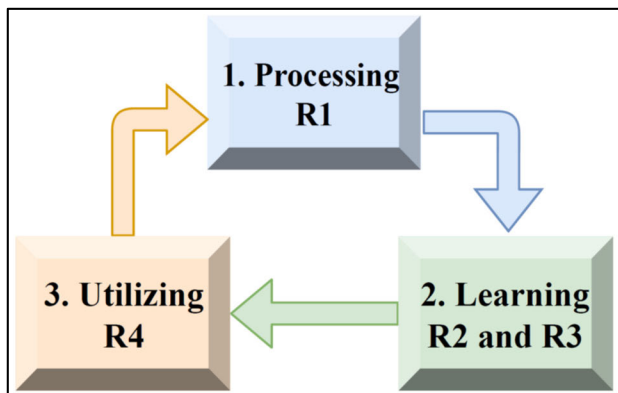 1. Processing
R1
2. Learning
R2 and R3
3. Utilizing
R4